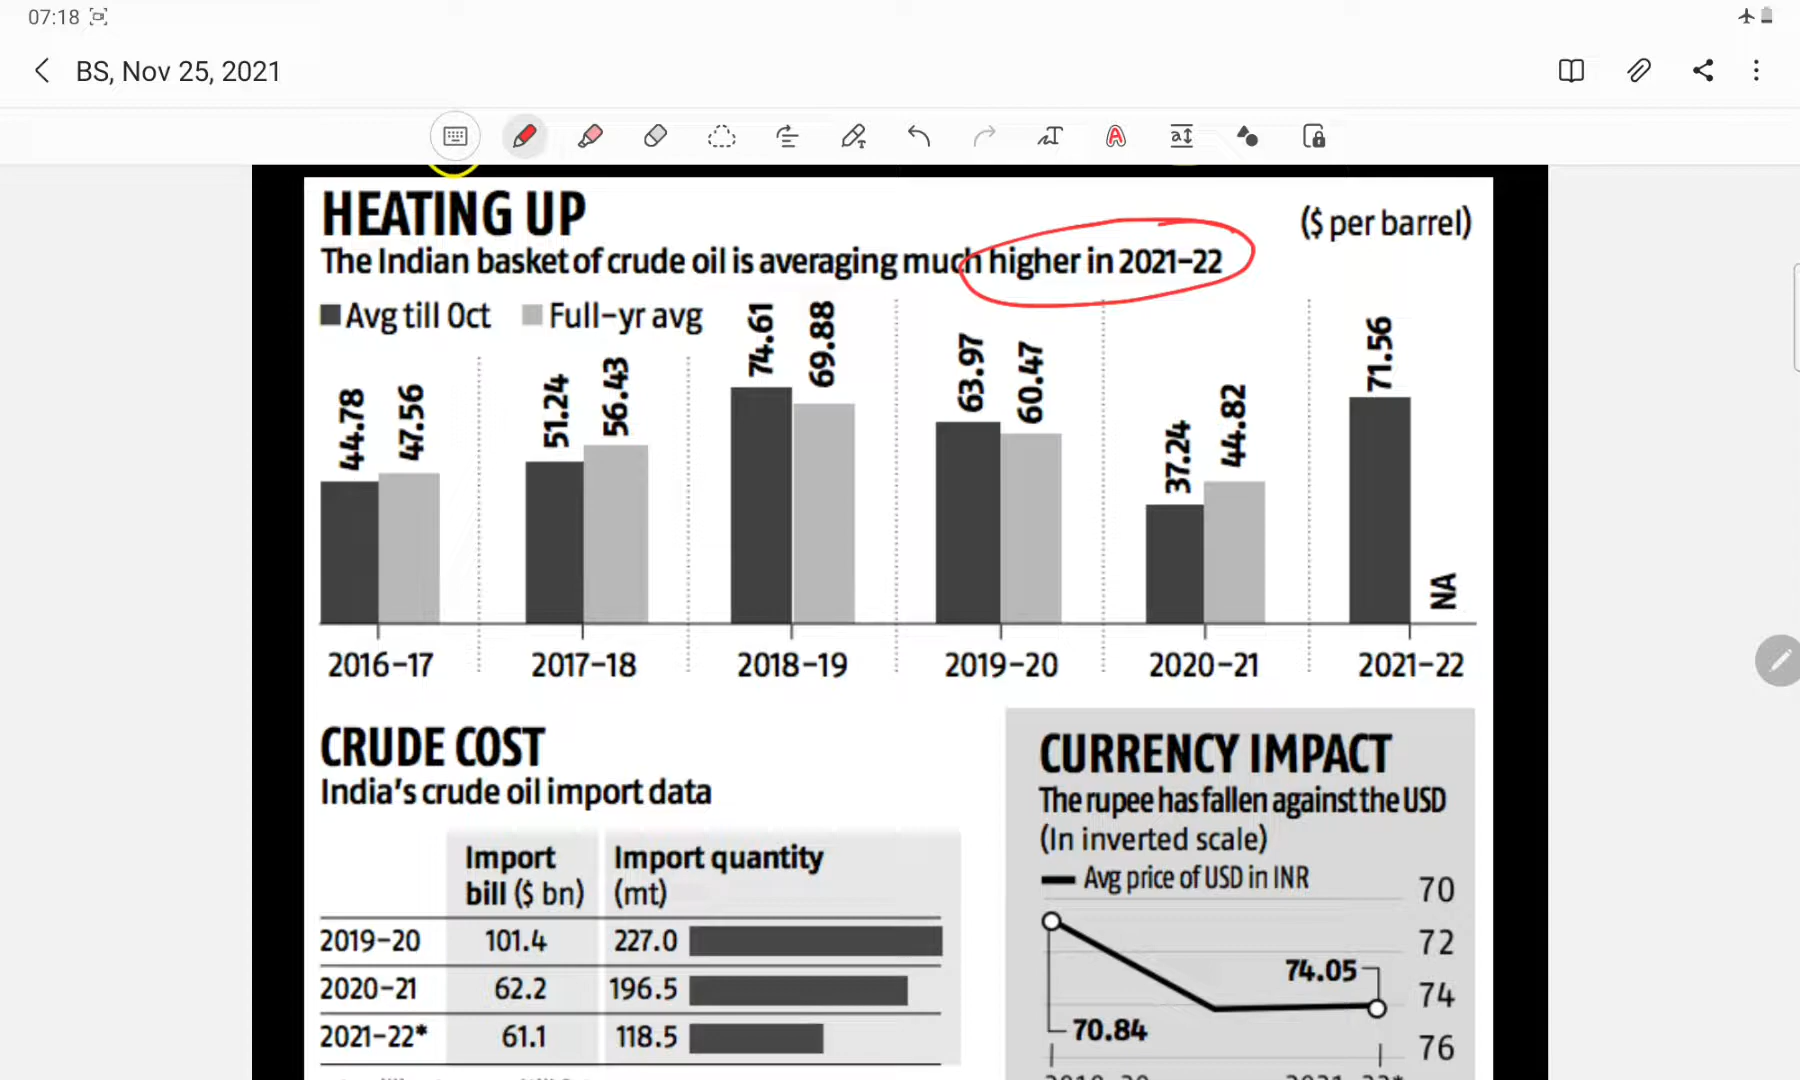 07:18
BS, Nov 25, 2021
HEATING UP
($ per barrel)
The Indian basket of crude oil is averaging much higher in 2021-22
Avg till Oct Full-yr avg
44.78 47.56
51.24 56.43
74.61 69.88
63.97 60.47
37.24 44.82
71.56 NA
2016-17 2017-18 2018-19 2019-20 2020-21 2021-22
CRUDE COST
India's crude oil import data
Import bill ($ bn)
Import quantity (mt)
2019-20 101.4 227.0
2020-21 62.2 196.5
2021-22* 61.1 118.5
CURRENCY IMPACT
The rupee has fallen against the USD
(In inverted scale)
Avg price of USD in INR
70
72
74.05
74
70.84
76